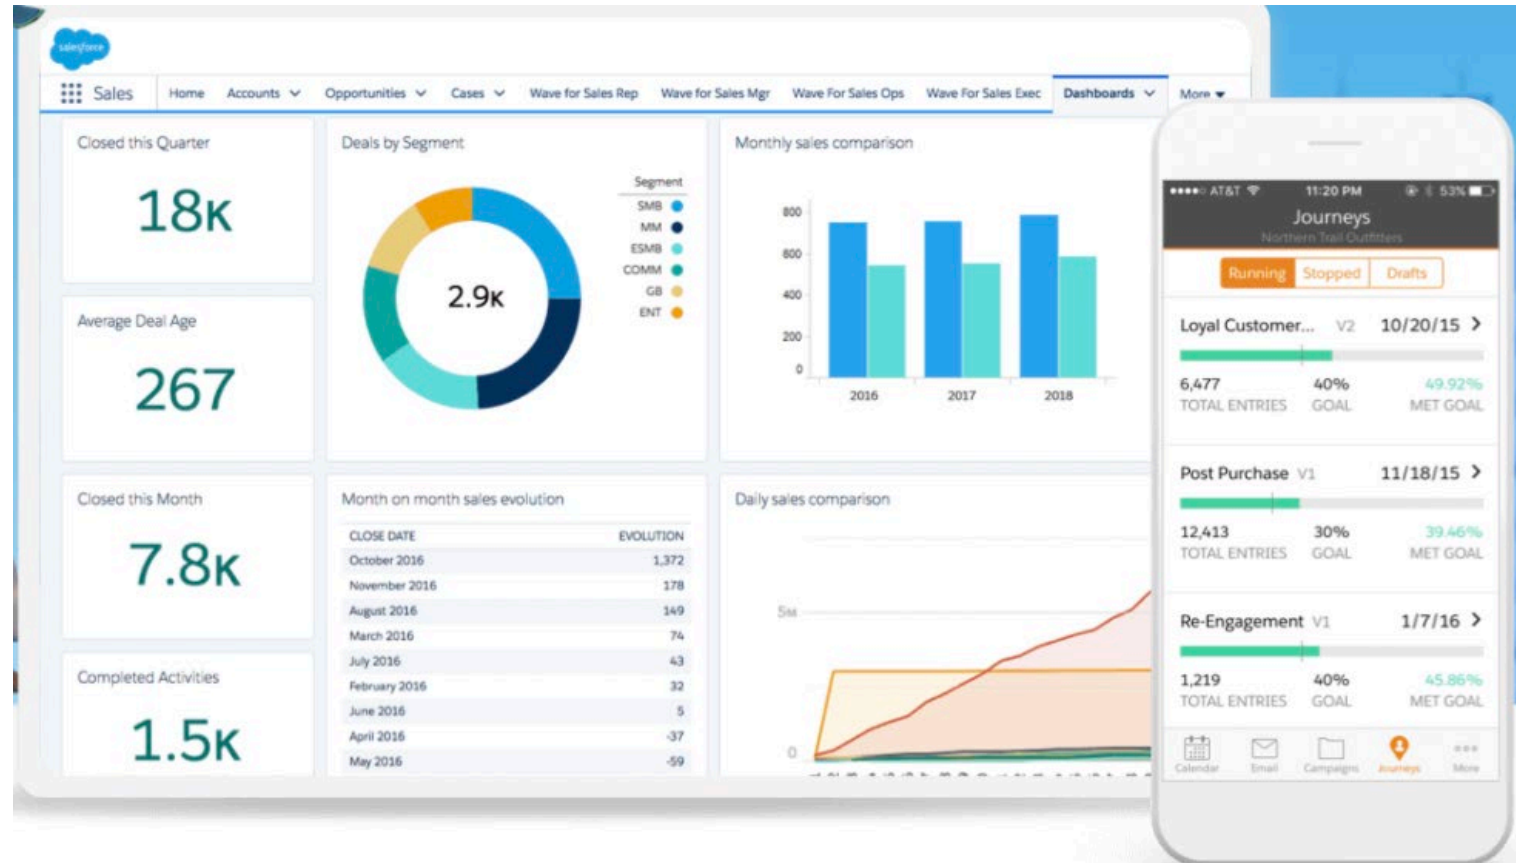 salesforce
Sales Home Accounts Opportunities Cases Wave for Sales Rep Wave for Sales Mgr Wave For Sales Ops Wave For Sales Exec Dashboards More
Closed this Quarter
18K
Average Deal Age
267
Closed this Month
7.8K
Completed Activities
1.5K
Deals by Segment
2.9K
Segment
SMB
MM
ESMB
COMM
GB
ENT
Monthly sales comparison
800
600
400
200
0
2016 2017 2018
Month on month sales evolution
CLOSE DATE EVOLUTION
October 2016 1,372
November 2016 178
August 2016 149
March 2016 74
July 2016 43
February 2016 32
June 2016 5
April 2016 -37
May 2016 -59
Daily sales comparison
5M
0
AT&T 11:20 PM 53%
Journeys
Northern Trail Outfitters
Running Stopped Drafts
Loyal Customer... V2 10/20/15
6,477 40% 49.92%
TOTAL ENTRIES GOAL MET GOAL
Post Purchase V1 11/18/15
12,413 30% 39.46%
TOTAL ENTRIES GOAL MET GOAL
Re-Engagement V1 1/7/16
1,219 40% 45.86%
TOTAL ENTRIES GOAL MET GOAL
Calendar Email Campaigns Journeys More